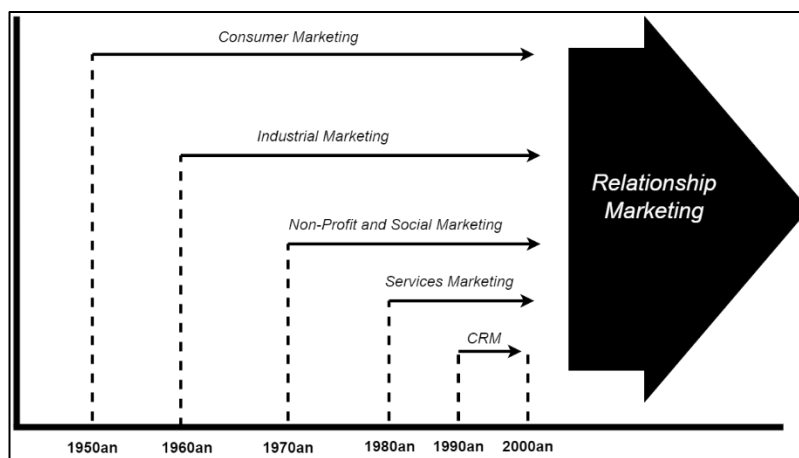 Consumer Marketing
Industrial Marketing
Relationship
Marketing
Non-Profit and Social Marketing
Services Marketing
CRM
1950an 1960an 1970an 1980an 1990an 2000an